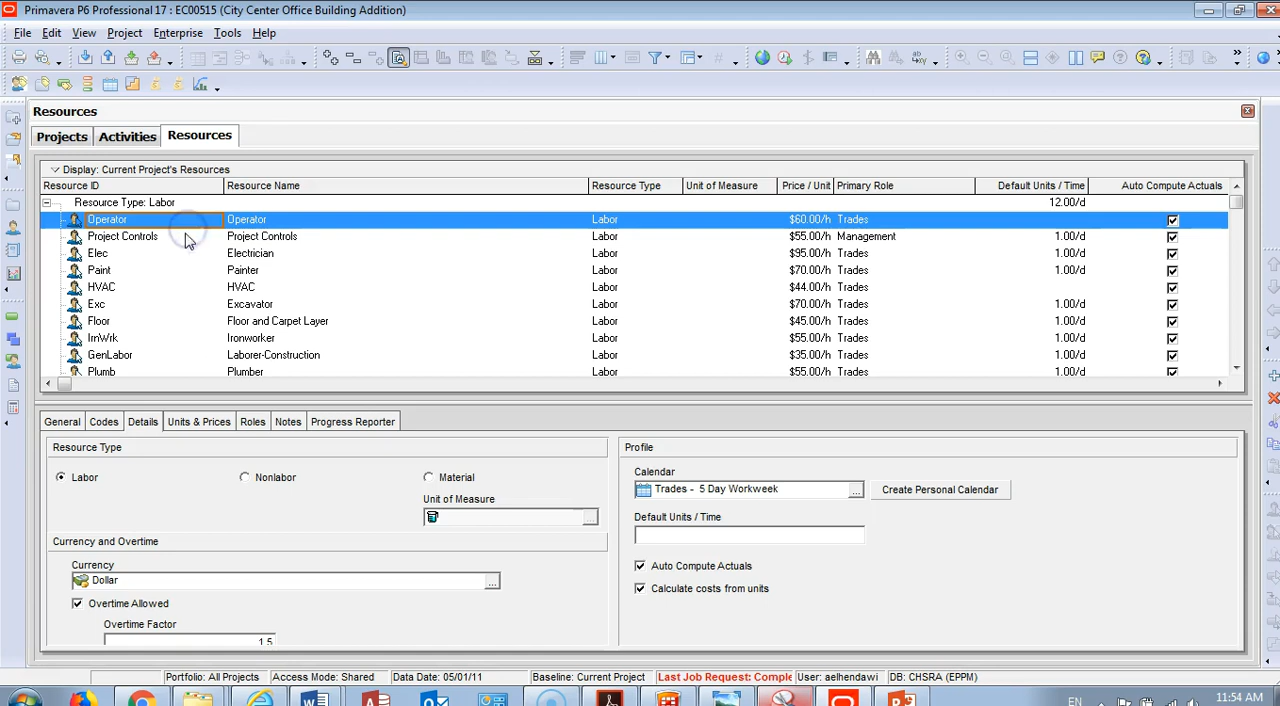 Primavera P6 Professional 17 : EC00515 (City Center Office Building Addition)
File Edit View Project Enterprise Tools Help
Resources
Projects Activities Resources
Display: Current Project's Resources
Resource ID Resource Name Resource Type Unit of Measure Price / Unit Primary Role Default Units / Time Auto Compute Actuals
Resource Type: Labor 12.00/d
Operator Operator Labor $60.00/h Trades
Project Controls Project Controls Labor $55.00/h Management 1.00/d
Elec Electrician Labor $95.00/h Trades 1.00/d
Paint Painter Labor $70.00/h Trades 1.00/d
HVAC HVAC Labor $44.00/h Trades 1.00/d
Exc Excavator Labor $70.00/h Trades 1.00/d
Floor Floor and Carpet Layer Labor $45.00/h Trades 1.00/d
IrnWrk Ironworker Labor $55.00/h Trades 1.00/d
GenLabor Laborer-Construction Labor $35.00/h Trades 1.00/d
Plumb Plumber Labor $55.00/h Trades 1.00/d
General Codes Details Units & Prices Roles Notes Progress Reporter
Resource Type Profile
Labor Nonlabor Material
Calendar
Trades - 5 Day Workweek ... Create Personal Calendar
Unit of Measure
...
Default Units / Time
Currency and Overtime
Currency
Dollar ...
Auto Compute Actuals
Calculate costs from units
Overtime Allowed
Overtime Factor
1.5
Portfolio: All Projects Access Mode: Shared Data Date: 05/01/11 Baseline: Current Project Last Job Request: Comple User: aehendawi DB: CHSRA (EPPM)
EN 11:54 AM